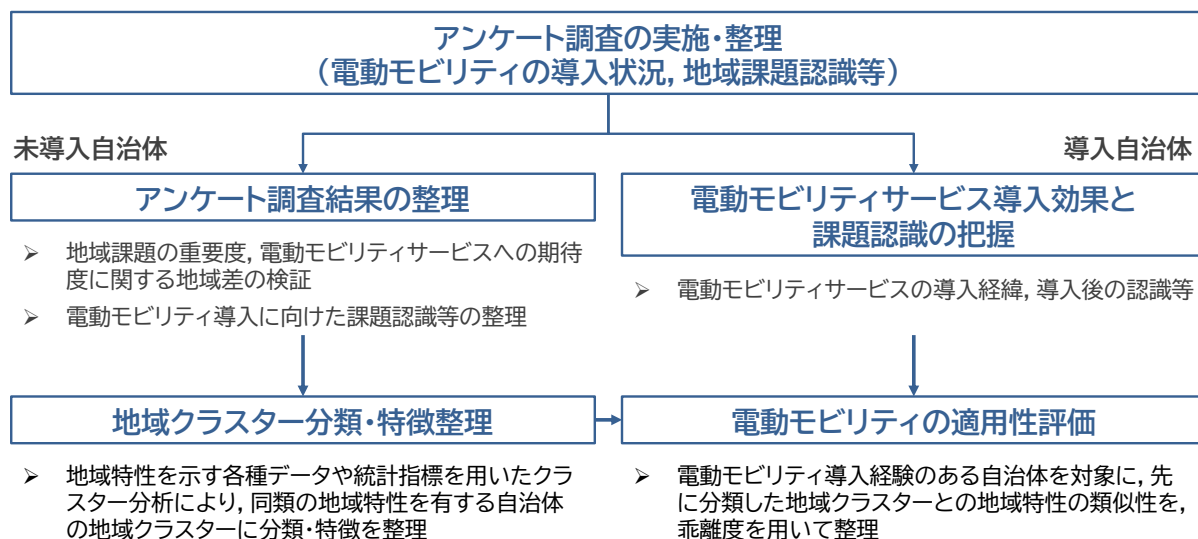 アンケート調査の実施・整理
（電動モビリティの導入状況, 地域課題認識等）
未導入自治体
導入自治体
アンケート調査結果の整理
➢ 地域課題の重要度, 電動モビリティサービスへの期待
度に関する地域差の検証
➢ 電動モビリティ導入に向けた課題認識等の整理
電動モビリティサービス導入効果と
課題認識の把握
➢ 電動モビリティサービスの導入経緯, 導入後の認識等
地域クラスター分類・特徴整理
➢ 地域特性を示す各種データや統計指標を用いたクラ
スター分析により, 同類の地域特性を有する自治体
の地域クラスターに分類・特徴を整理
電動モビリティの適用性評価
➢ 電動モビリティ導入経験のある自治体を対象に, 先
に分類した地域クラスターとの地域特性の類似性を,
乖離度を用いて整理